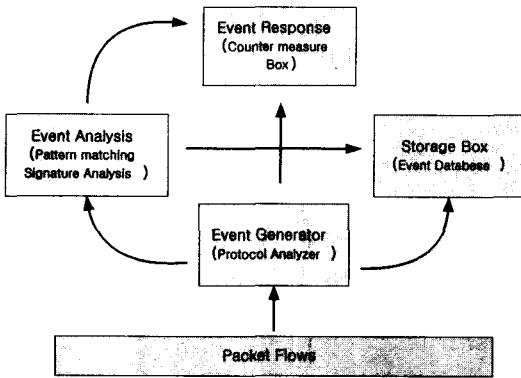 Event Response
(Counter measure
Box )
Event Analysis
(Pattern matching
Signature Analysis )
Storage Box
(Event Database )
Event Generator
(Protocol Analyzer )
Packet Flows